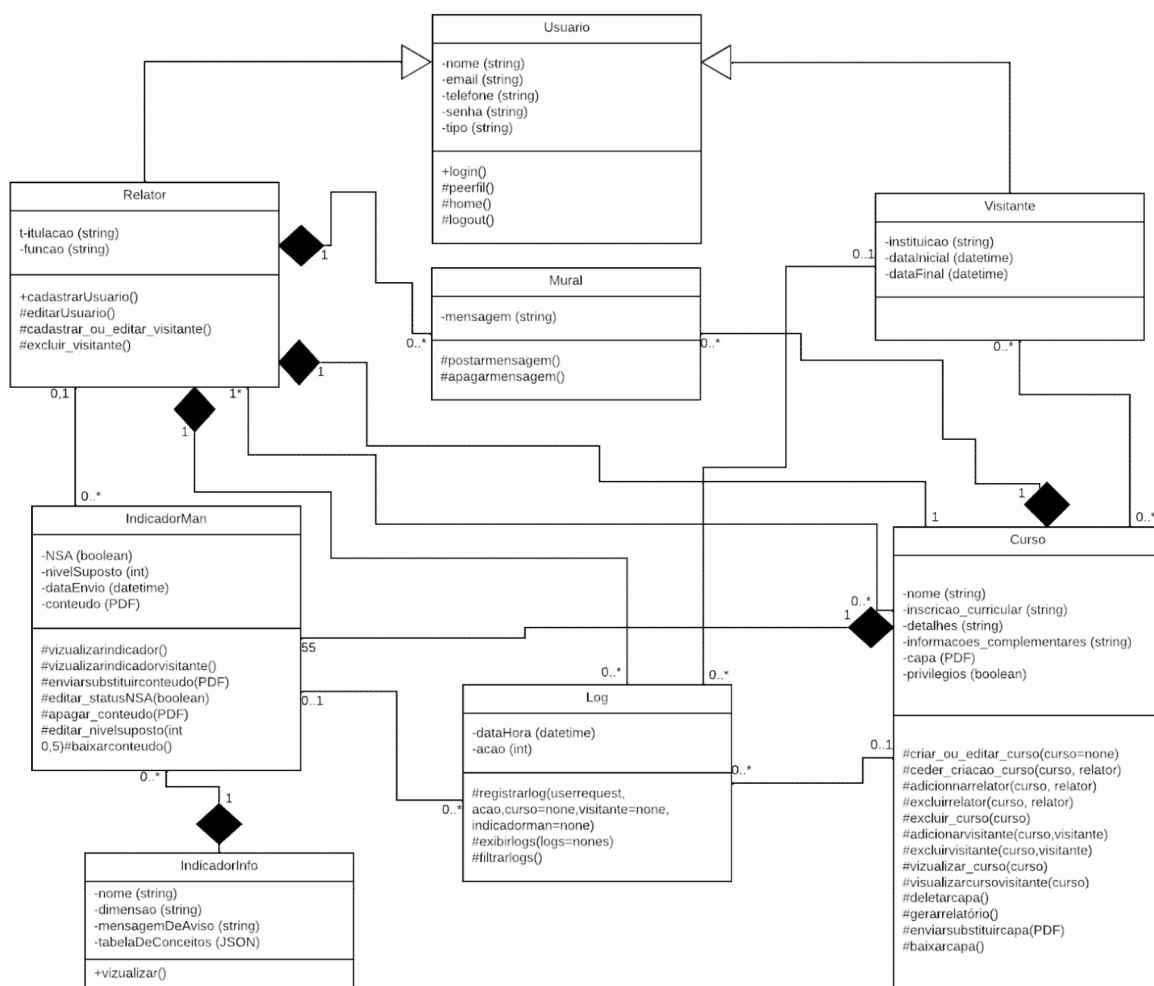 Usuario
-nome (string)
-email (string)
-telefone (string)
-senha (string)
-tipo (string)
+login()
#peerfil()
#home()
#logout()
Relator
t-itulacao (string)
-funcao (string)
+cadastrarUsuario()
#editarUsuario()
#cadastrar_ou_editar_visitante()
#excluir_visitante()
Visitante
-instituicao (string)
-dataInicial (datetime)
-dataFinal (datetime)
1
0..1
Mural
-mensagem (string)
#postarmensagem()
#apagarmensagem()
0..*
0..*
0..*
1
0,1
1*
1
1
1
0..*
0..*
IndicadorMan
-NSA (boolean)
-nivelSuposto (int)
-dataEnvio (datetime)
-conteudo (PDF)
#vizualizarindicador()
#vizualizarindicadorvisitante()
#enviarsubstituirconteudo(PDF)
#editar_statusNSA(boolean)
#apagar_conteudo(PDF)
#editar_nivelsuposto(int
0,5)#baixarconteudo()
Curso
-nome (string)
-inscricao_curricular (string)
-detalhes (string)
-informacoes_complementares (string)
-capa (PDF)
-privilegios (boolean)
#criar_ou_editar_curso(curso=none)
#ceder_criacao_curso(curso, relator)
#adicionnarrelator(curso, relator)
#excluirrelator(curso, relator)
#excluir_curso(curso)
#adicionarvisitante(curso,visitante)
#excluirvisitante(curso,visitante)
#vizualizar_curso(curso)
#visualizarcursovisitante(curso)
#deletarcapa()
#gerarrelatório()
#enviarsubstituircapa(PDF)
#baixarcapa()
0..*
1
55
0..*
0..*
0..1
Log
-dataHora (datetime)
-acao (int)
#registrarlog(userrequest,
acao,curso=none,visitante=none,
indicadorman=none)
#exibirlogs(logs=nones)
#filtrarlogs()
0..1
0..*
0..*
0..*
1
IndicadorInfo
-nome (string)
-dimensao (string)
-mensagemDeAviso (string)
-tabelaDeConceitos (JSON)
+vizualizar()